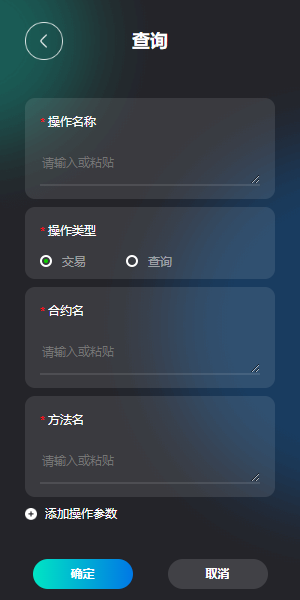 查询
* 操作名称
请输入或粘贴
* 操作类型
交易 查询
* 合约名
请输入或粘贴
* 方法名
请输入或粘贴
添加操作参数
确定 取消